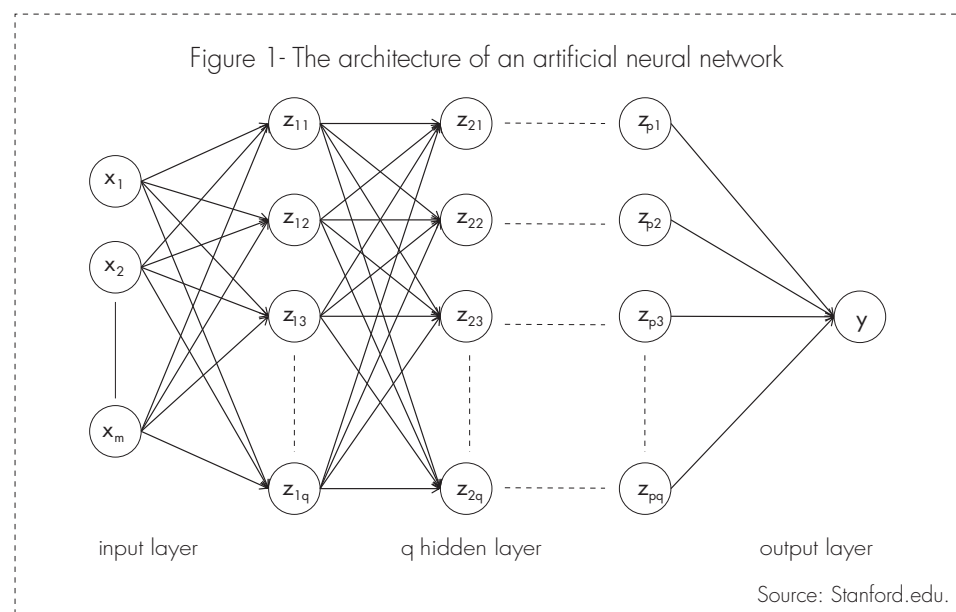 Figure 1- The architecture of an artificial neural network
z11 z21 zp1
x1
z12 z22 zp2
x2
z13 z23 zp3 y
xm
z1q z2q zpq
input layer q hidden layer output layer
Source: Stanford.edu.